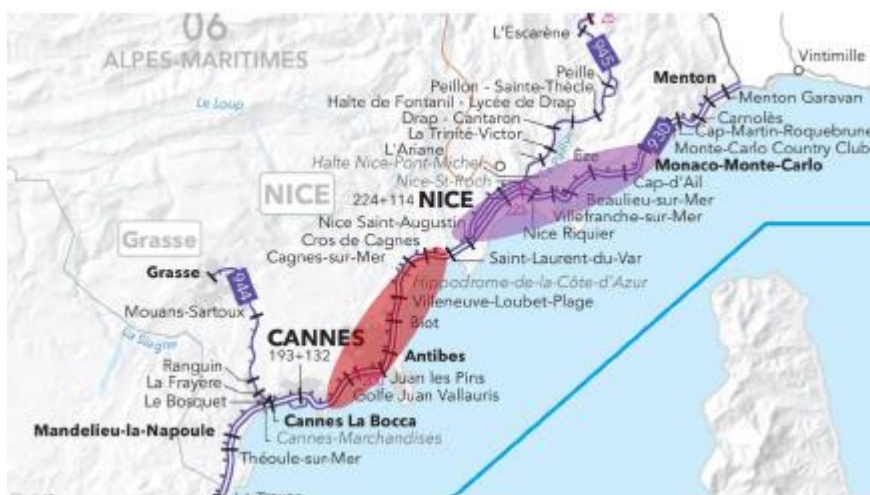 06
ALPES-MARITIMES
L'Escarène
945
Vintimille
Peille
Menton
Peillon - Sainte-Thècle
Le Loup
Halte de Fontanil - Lycée de Drap
Menton Garavan
Drap - Cantaron
Carnolès
La Trinité-Victor
930
Cap-Martin-Roquebrune
L'Ariane
Monte-Carlo Country Club
Halte Nice-Pont-Michel
Èze
Monaco-Monte-Carlo
Nice-St-Roch
Cap-d'Ail
NICE
224+114 NICE
Beaulieu-sur-Mer
Nice Saint-Augustin
Villefranche-sur-Mer
Grasse
Cros de Cagnes
Nice Riquier
Cagnes-sur-Mer
Saint-Laurent-du-Var
Grasse
944
Hippodrome-de-la-Côte-d'Azur
Villeneuve-Loubet-Plage
Mouans-Sartoux
Biot
La Siagne
CANNES
193+132
Antibes
Ranguin
Juan les Pins
La Frayère
Golfe Juan Vallauris
Le Bosquet
Cannes La Bocca
Mandelieu-la-Napoule
Cannes-Marchandises
Théoule-sur-Mer